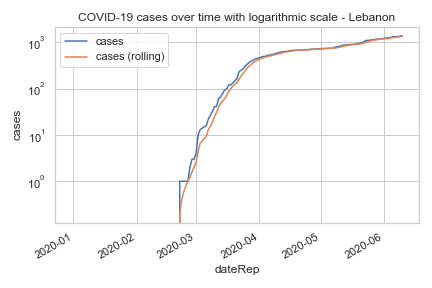 COVID-19 cases over time with logarithmic scale - Lebanon
cases
cases (rolling)
10³
10²
10¹
10⁰
cases
2020-01
2020-02
2020-03
2020-04
2020-05
2020-06
dateRep